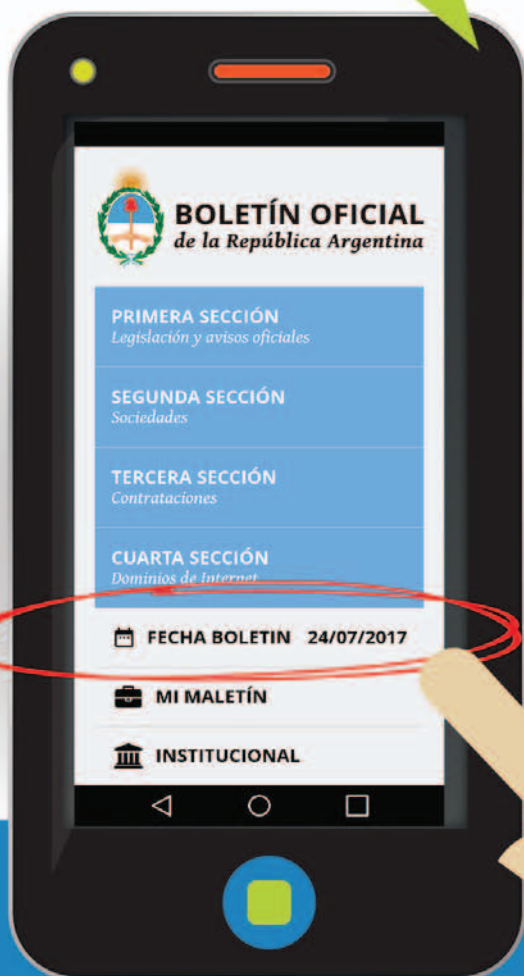 BOLETÍN OFICIAL
de la República Argentina
PRIMERA SECCIÓN
Legislación y avisos oficiales
SEGUNDA SECCIÓN
Sociedades
TERCERA SECCIÓN
Contrataciones
CUARTA SECCIÓN
Dominios de Internet
FECHA BOLETIN 24/07/2017
MI MALETÍN
INSTITUCIONAL